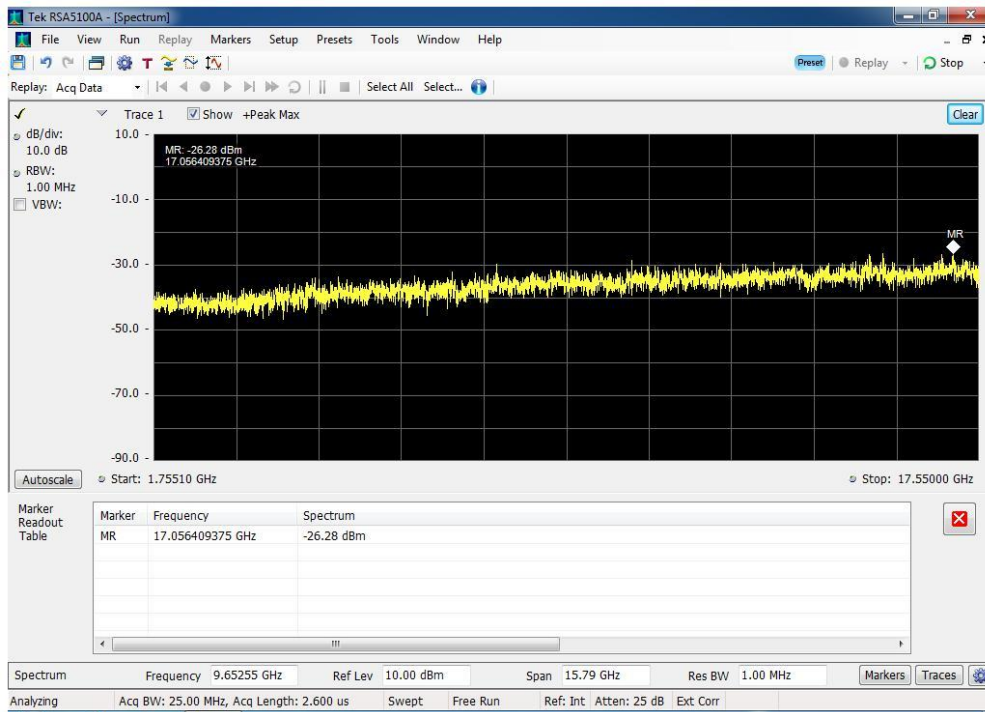 Tek RSA5100A - [Spectrum]
File View Run Replay Markers Setup Presets Tools Window Help
Preset Replay Stop
Replay: Acq Data Select All Select...
Trace 1 Show +Peak Max Clear
dB/div:
10.0 dB
RBW:
1.00 MHz
VBW:
10.0
-10.0
-30.0
-50.0
-70.0
-90.0
MR: -26.28 dBm
17.056409375 GHz
MR
Autoscale Start: 1.75510 GHz Stop: 17.55000 GHz
Marker
Readout
Table
Marker Frequency Spectrum
MR 17.056409375 GHz -26.28 dBm
Spectrum Frequency 9.65255 GHz Ref Lev 10.00 dBm Span 15.79 GHz Res BW 1.00 MHz Markers Traces
Analyzing Acq BW: 25.00 MHz, Acq Length: 2.600 us Swept Free Run Ref: Int Atten: 25 dB Ext Corr